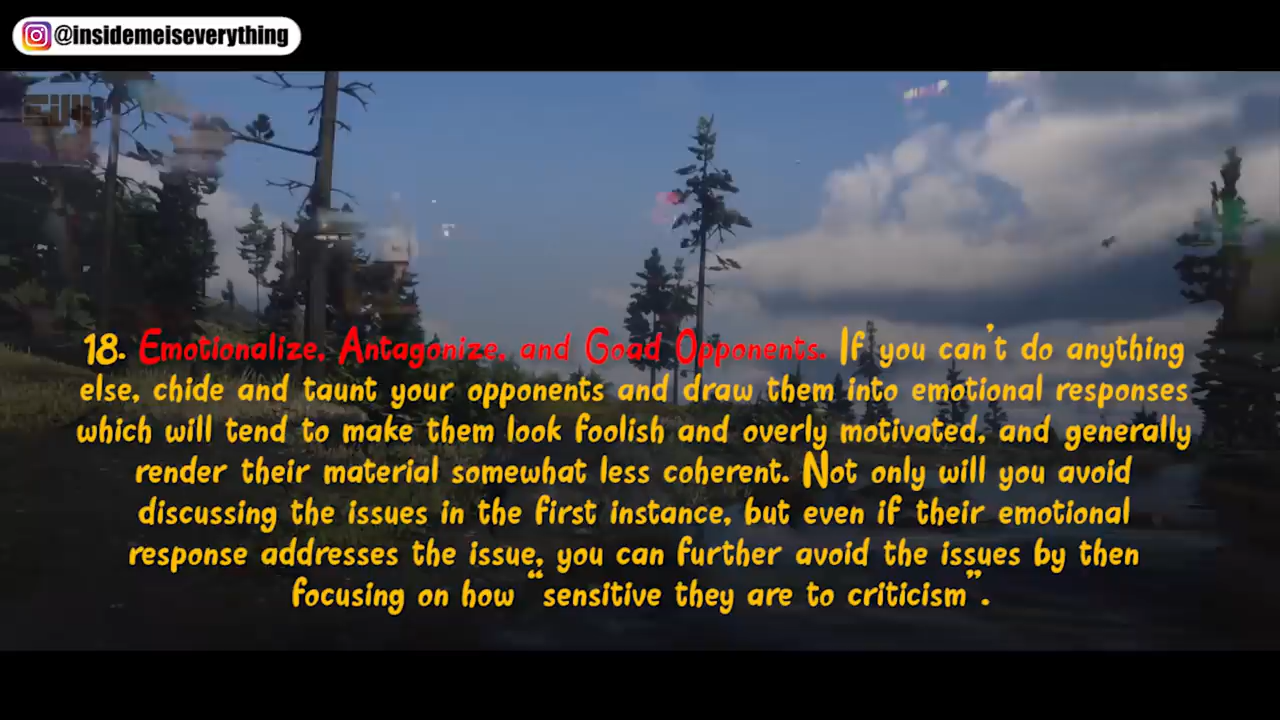 @insidemeiseverything
18. Emotionalize, Antagonize, and Goad Opponents. If you can't do anything
else, chide and taunt your opponents and draw them into emotional responses
which will tend to make them look foolish and overly motivated, and generally
render their material somewhat less coherent. Not only will you avoid
discussing the issues in the first instance, but even if their emotional
response addresses the issue, you can further avoid the issues by then
focusing on how "sensitive they are to criticism".